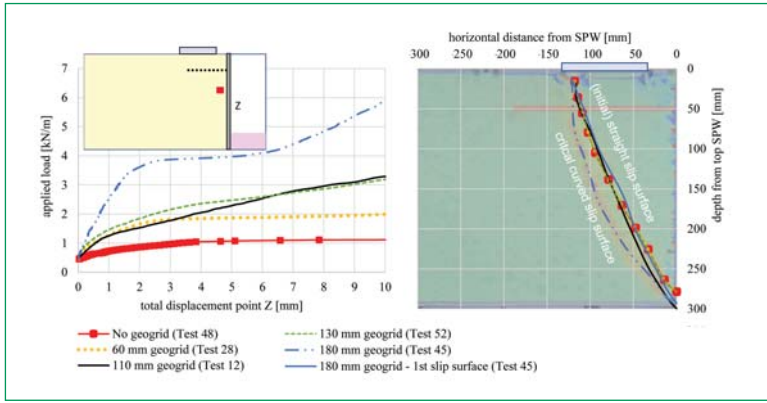 7
6
5
4
3
2
1
0
applied load [kN/m]
Z
0 1 2 3 4 5 6 7 8 9 10
total displacement point Z [mm]
horizontal distance from SPW [mm]
-300 -200 -100 0
0
50
100
150
200
250
300
depth from top SPW [mm]
(initial) straight slip surface
critical curved slip surface
No geogrid (Test 48)
60 mm geogrid (Test 28)
110 mm geogrid (Test 12)
130 mm geogrid (Test 52)
180 mm geogrid (Test 45)
180 mm geogrid - 1st slip surface (Test 45)